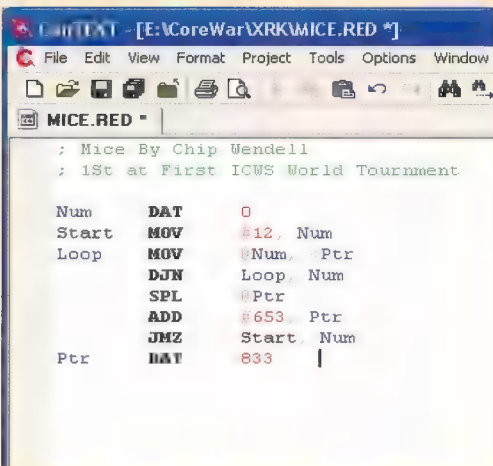 ConTEXT - [E:\CoreWar\XRK\MICE.RED *]
File Edit View Format Project Tools Options Window
MICE.RED *
; Mice By Chip Wendell
; 1St at First ICWS World Tournment
Num DAT 0
Start MOV #12, Num
Loop MOV @Num, Ptr
DJN Loop, Num
SPL @Ptr
ADD #653, Ptr
JMZ Start, Num
Ptr DAT 833